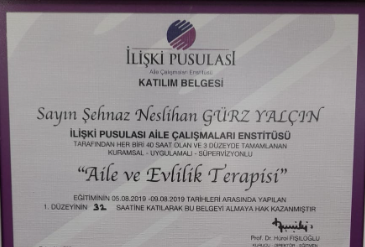 İLİŞKİ PUSULASI
Aile Çalışmaları Enstitüsü
KATILIM BELGESİ
Sayın Şehnaz Neslihan GÜRZ YALÇIN
İLİŞKİ PUSULASI AİLE ÇALIŞMALARI ENSTİTÜSÜ
TARAFINDAN HER BİRİ 40 SAAT OLAN VE 3 DÜZEYDE TAMAMLANAN
KURAMSAL - UYGULAMALI - SÜPERVİZYONLU
"Aile ve Evlilik Terapisi"
EĞİTİMİNİN 05.08.2019 -09.08.2019 TARİHLERİ ARASINDA YAPILAN
1. DÜZEYİNİN 32 SAATİNE KATILARAK BU BELGEYİ ALMAYA HAK KAZANMIŞTIR
Prof. Dr. Hürol FIŞILOĞLU